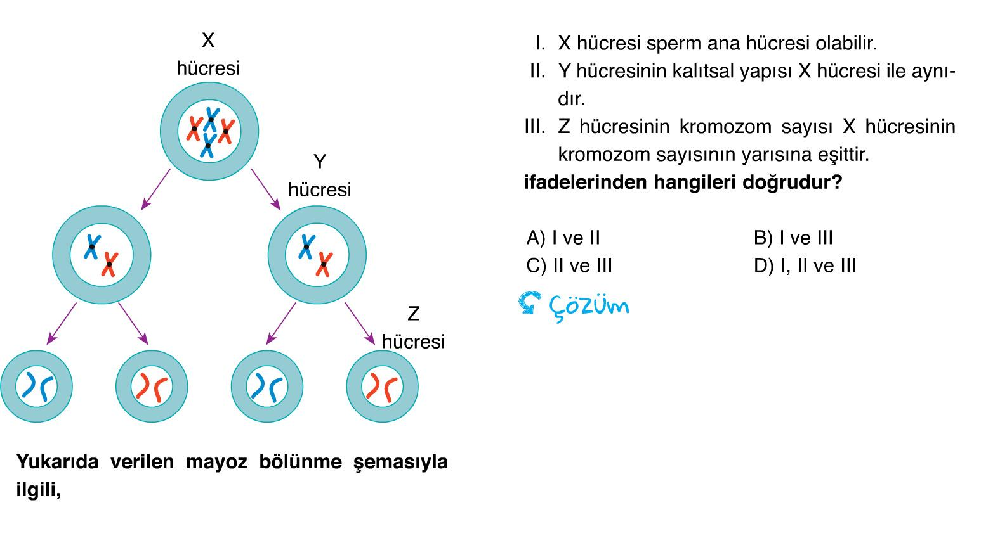 X
hücresi
Y
hücresi
Z
hücresi
Yukarıda verilen mayoz bölünme şemasıyla
ilgili,
I. X hücresi sperm ana hücresi olabilir.
II. Y hücresinin kalıtsal yapısı X hücresi ile aynı-
dır.
III. Z hücresinin kromozom sayısı X hücresinin
kromozom sayısının yarısına eşittir.
ifadelerinden hangileri doğrudur?
A) I ve II B) I ve III
C) II ve III D) I, II ve III
Çözüm